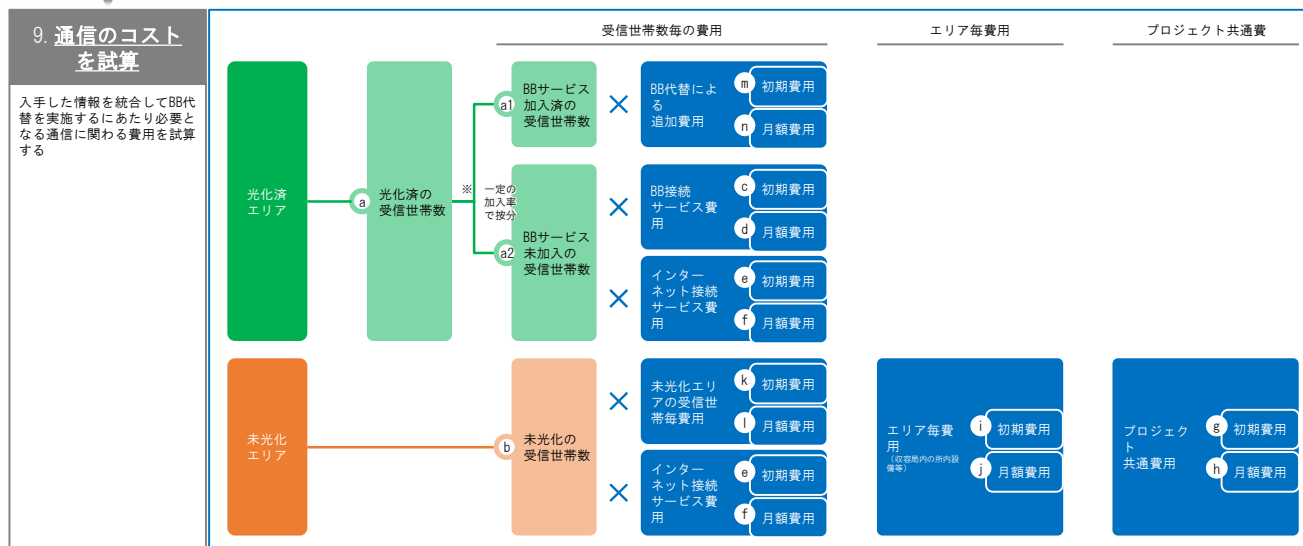 9. 通信のコスト
を試算
入手した情報を統合してBB代
替を実施するにあたり必要と
なる通信に関わる費用を試算
する
受信世帯数毎の費用
エリア毎費用
プロジェクト共通費
光化済
エリア
a
光化済の
受信世帯数
※
一定の
加入率
で按分
a1
BBサービス
加入済の
受信世帯数
×
BB代替によ
る
追加費用
m
初期費用
n
月額費用
a2
BBサービス
未加入の
受信世帯数
×
BB接続
サービス費
用
c
初期費用
d
月額費用
×
インター
ネット接続
サービス費
用
e
初期費用
f
月額費用
未光化
エリア
b
未光化の
受信世帯数
×
未光化エリ
アの受信世
帯毎費用
k
初期費用
l
月額費用
×
インター
ネット接続
サービス費
用
e
初期費用
f
月額費用
エリア毎費
用
(収容局内の所内設
備等)
i
初期費用
j
月額費用
プロジェク
ト
共通費用
g
初期費用
h
月額費用